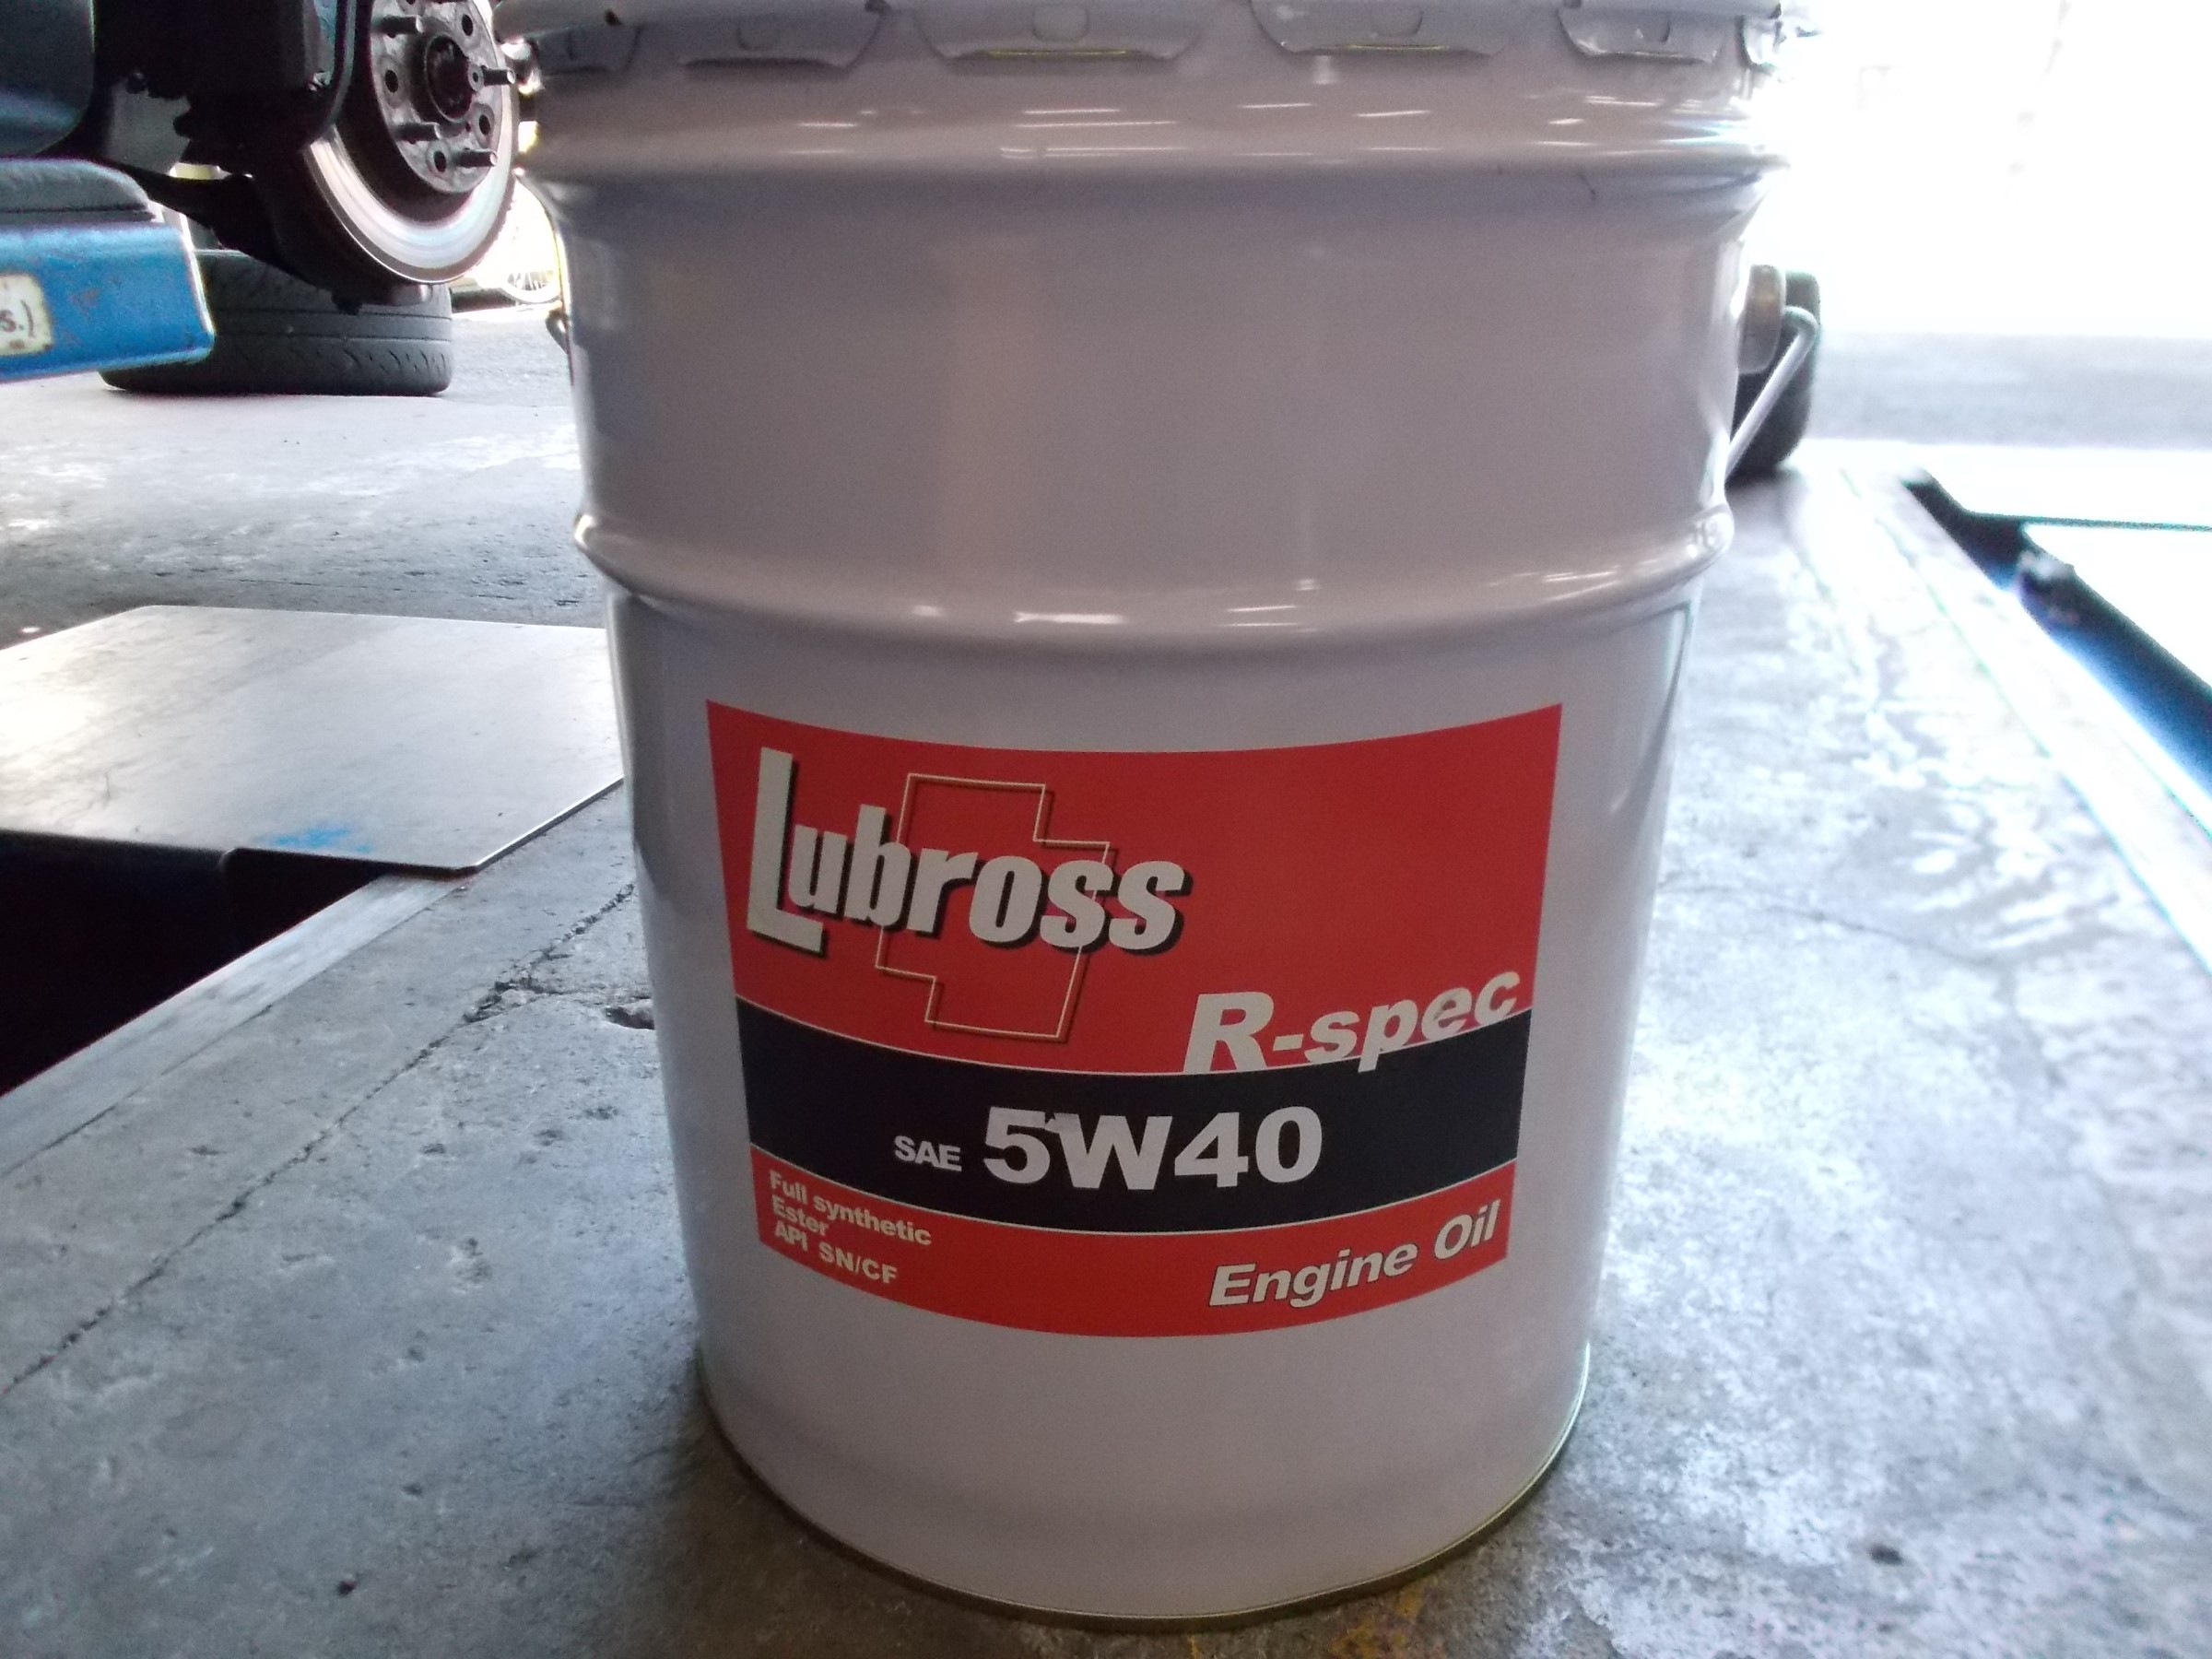 s.)
Lubross
R-spec
SAE 5W40
Full synthetic
Ester
API SN/CF
Engine Oil